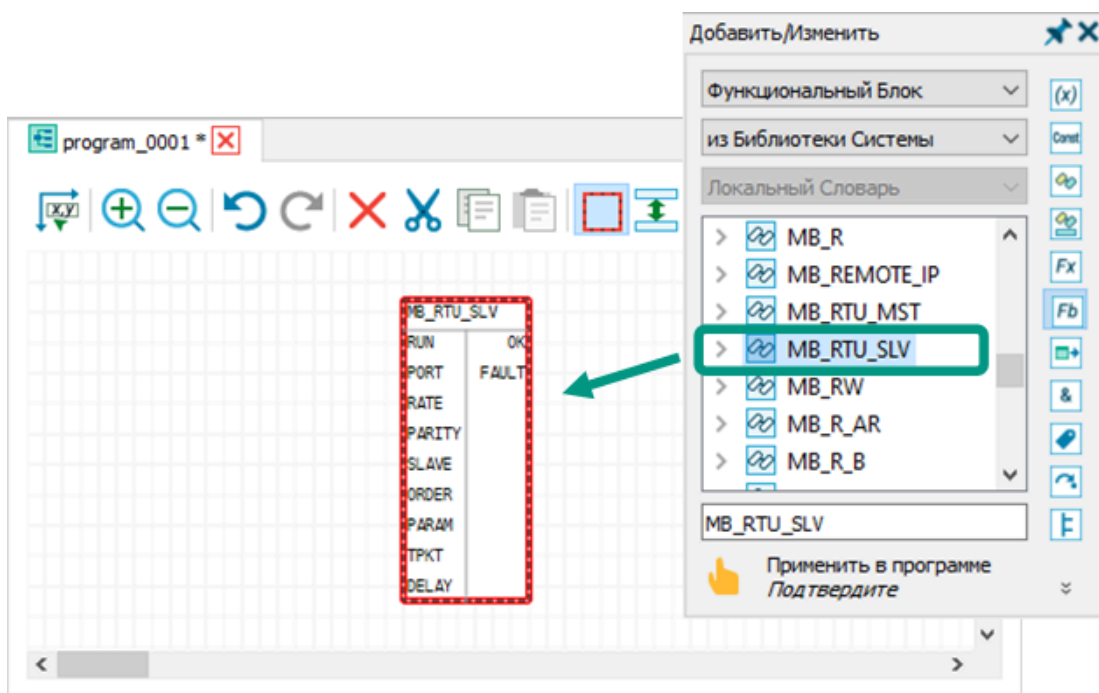 Добавить/Изменить
Функциональный Блок
(x)
из Библиотеки Системы
Const
program_0001 *
Локальный Словарь
x,y
MB_R
MB_REMOTE_IP
Fx
MB_RTU_MST
Fb
MB_RTU_SLV
MB_RW
&
MB_R_AR
MB_R_B
MB_RTU_SLV
Применить в программе
Подтвердите
MB_RTU_SLV
RUN OK
PORT FAULT
RATE
PARITY
SLAVE
ORDER
PARAM
TPKT
DELAY